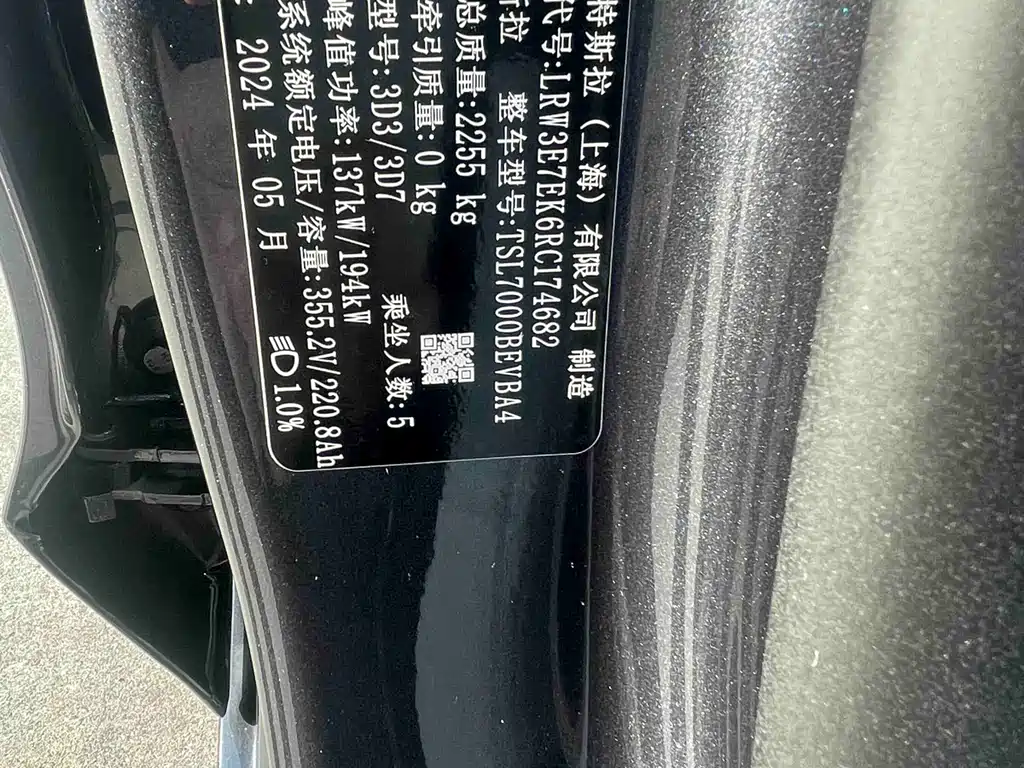 特斯拉（上海）有限公司 制造
代号:LRW3E7EK6RC174682
斯拉 整车型号:TSL7000BEVBA4
总质量:2255 kg
牵引质量:0 kg
型号:3D3/3D7 乘坐人数:5
峰值功率:137kW/194kW
系统额定电压/容量:355.2V/220.8Ah
2024 年 05 月 1.0%